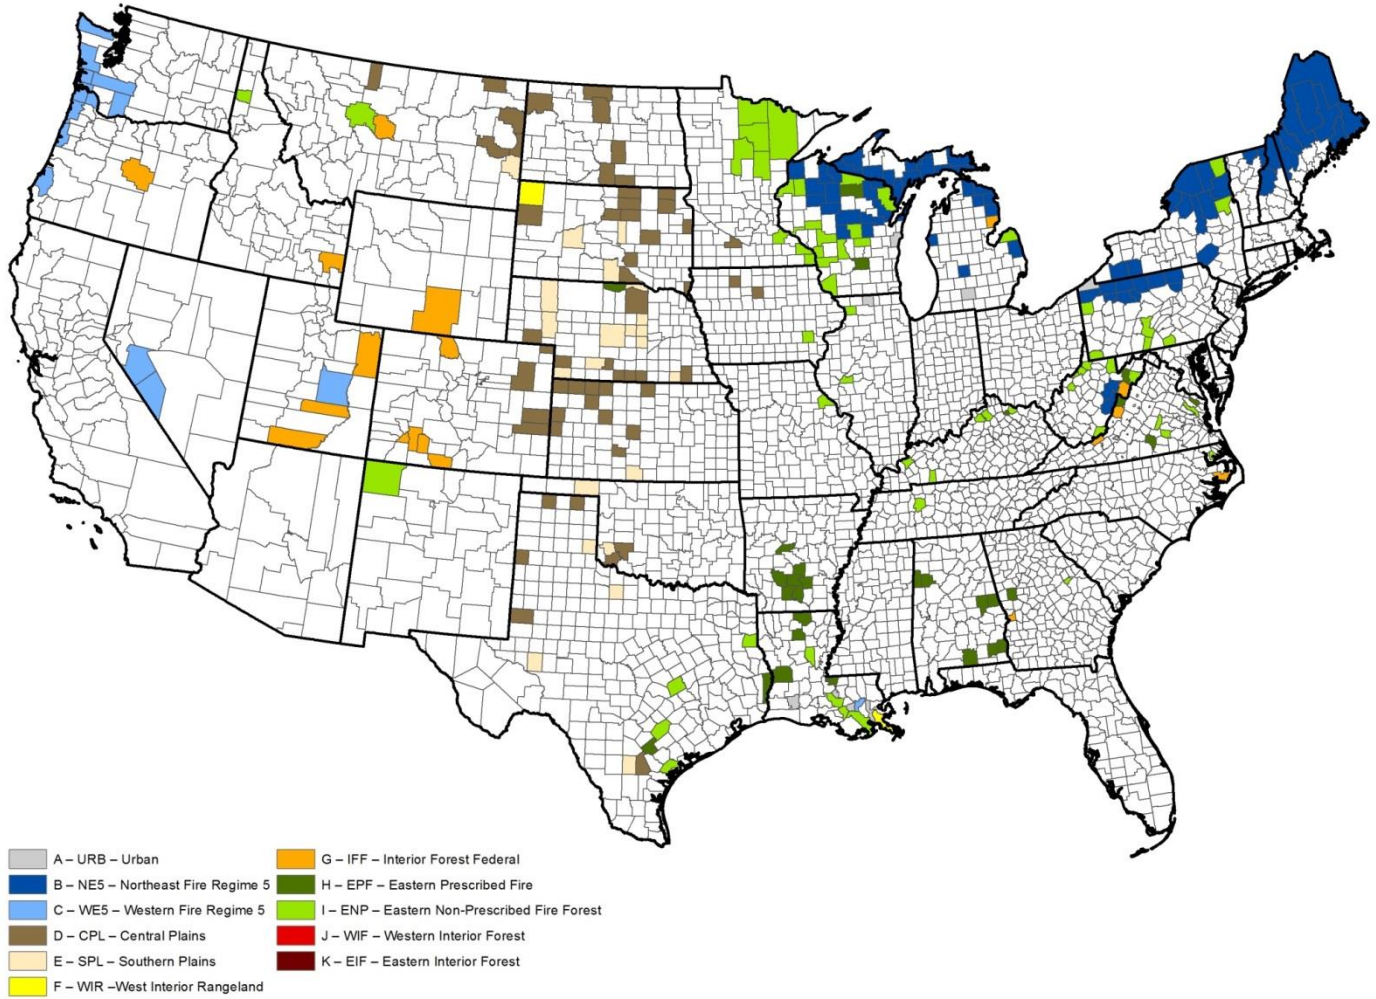 A – URB – Urban
B – NE5 – Northeast Fire Regime 5
C – WE5 – Western Fire Regime 5
D – CPL – Central Plains
E – SPL – Southern Plains
F – WIR –West Interior Rangeland
G – IFF – Interior Forest Federal
H – EPF – Eastern Prescribed Fire
I – ENP – Eastern Non-Prescribed Fire Forest
J – WIF – Western Interior Forest
K – EIF – Eastern Interior Forest